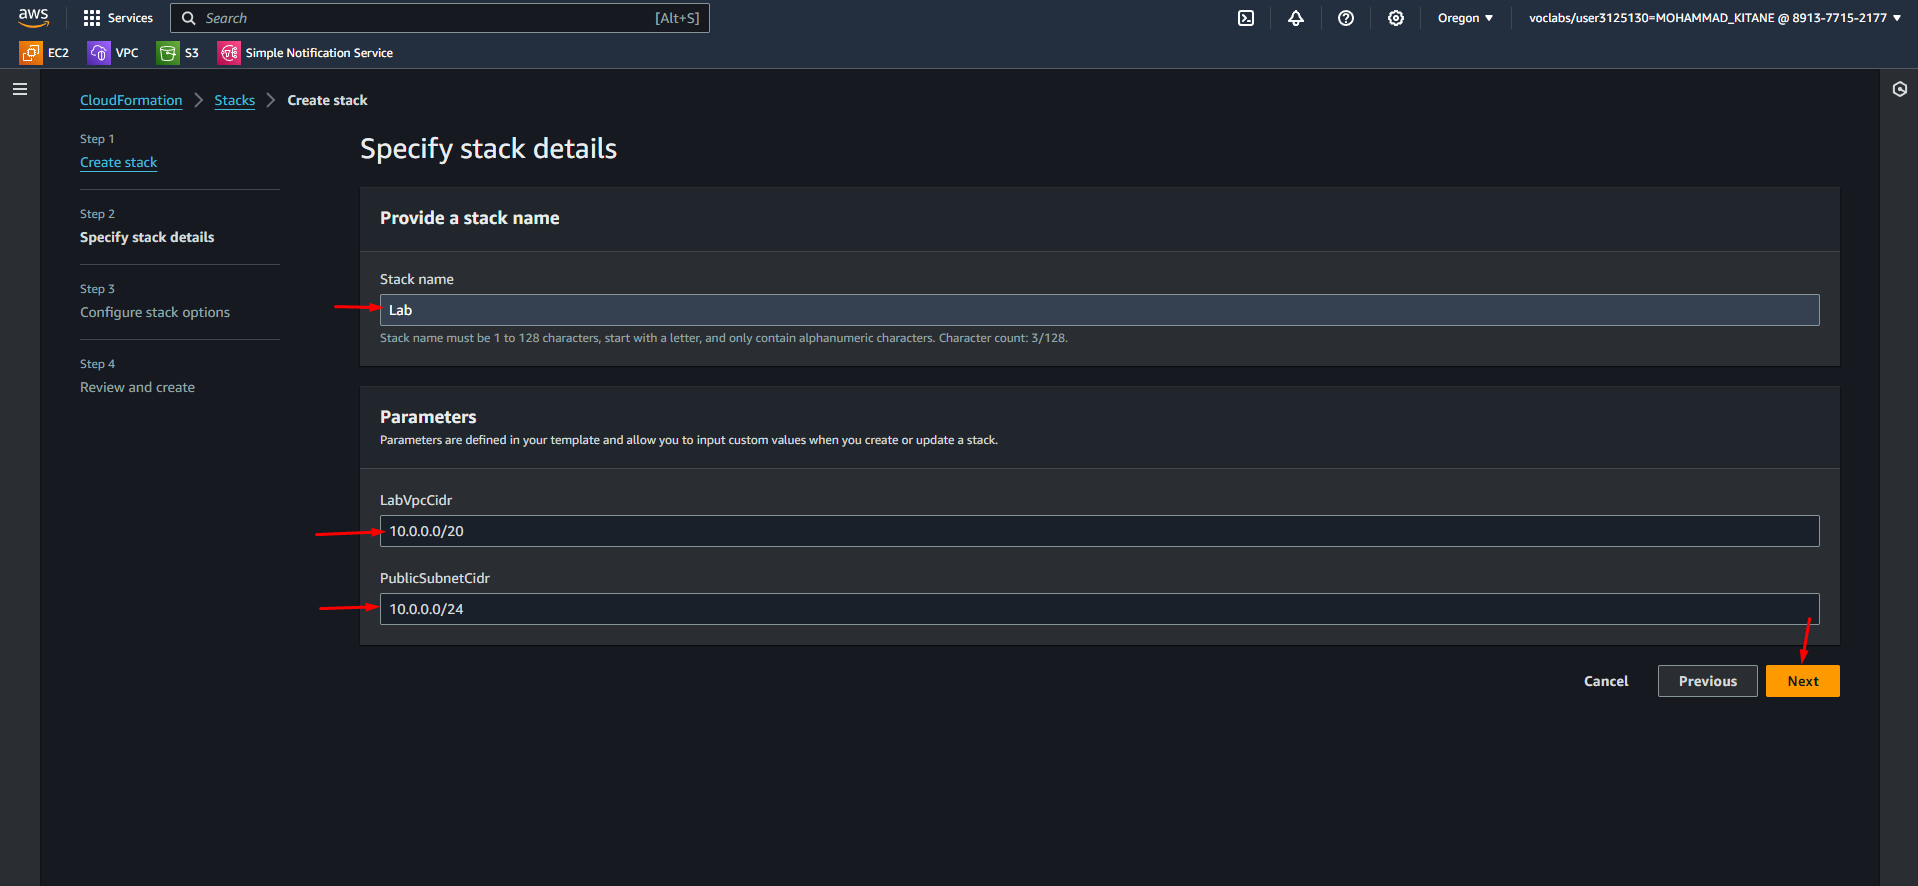 aws
Services
Search
[Alt+S]
Oregon
voclabs/user3125130=MOHAMMAD_KITANE @ 8913-7715-2177
EC2
VPC
S3
Simple Notification Service
CloudFormation
Stacks
Create stack
Step 1
Create stack
Step 2
Specify stack details
Step 3
Configure stack options
Step 4
Review and create
Specify stack details
Provide a stack name
Stack name
Lab
Stack name must be 1 to 128 characters, start with a letter, and only contain alphanumeric characters. Character count: 3/128.
Parameters
Parameters are defined in your template and allow you to input custom values when you create or update a stack.
LabVpcCidr
10.0.0.0/20
PublicSubnetCidr
10.0.0.0/24
Cancel
Previous
Next